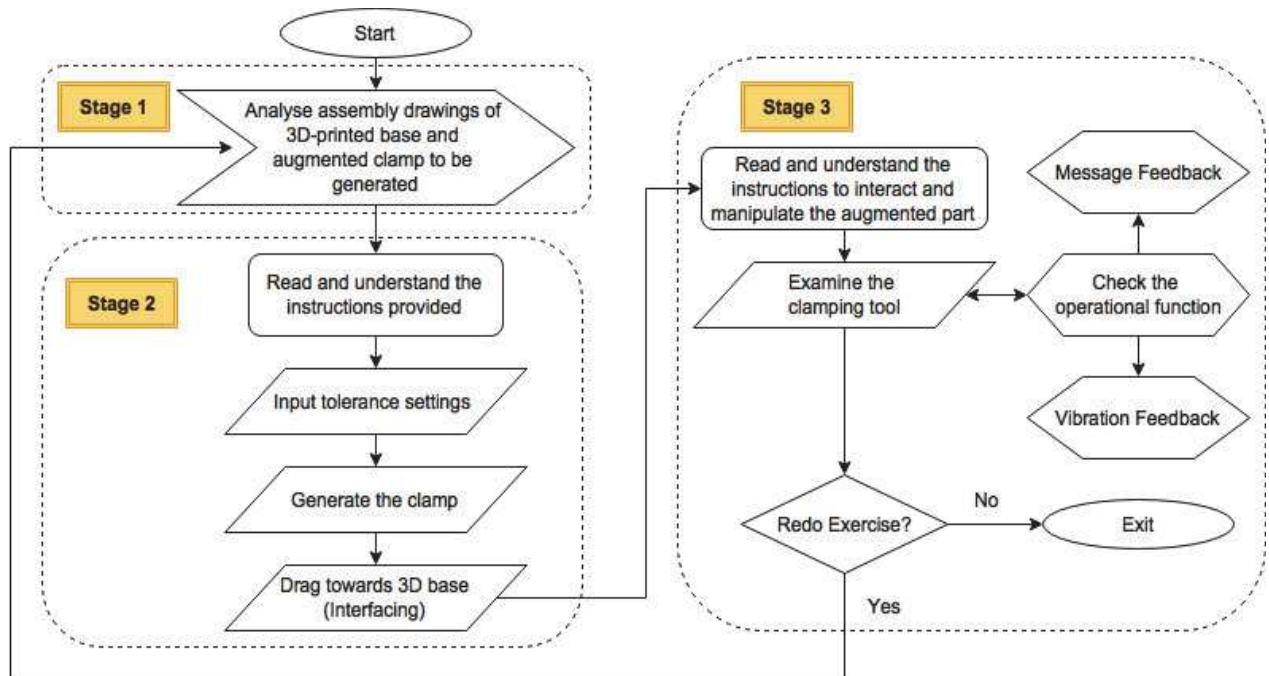 Start
Stage 1
Analyse assembly drawings of
3D-printed base and
augmented clamp to be
generated
Stage 2
Read and understand the
instructions provided
Input tolerance settings
Generate the clamp
Drag towards 3D base
(Interfacing)
Stage 3
Read and understand the
instructions to interact and
manipulate the augmented part
Message Feedback
Examine the
clamping tool
Check the
operational function
Vibration Feedback
Redo Exercise?
No
Exit
Yes